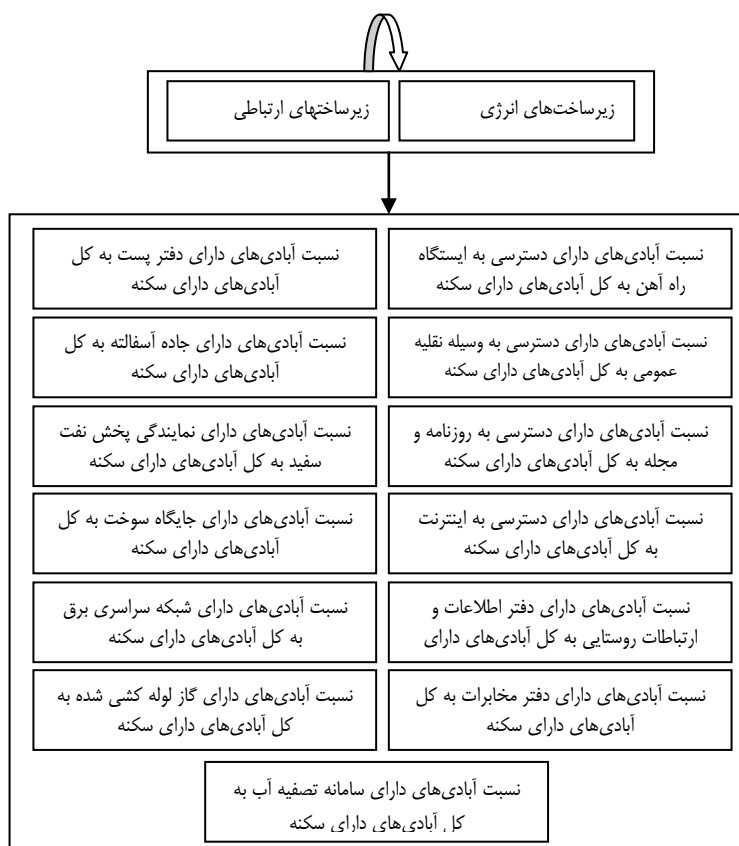 زیرساخت‌های انرژی
زیرساختهای ارتباطی
نسبت آبادی‌های دارای دسترسی به ایستگاه
راه آهن به کل آبادی‌های دارای سکنه
نسبت آبادی‌های دارای دفتر پست به کل
آبادی‌های دارای سکنه
نسبت آبادی‌های دارای دسترسی به وسیله نقلیه
عمومی به کل آبادی‌های دارای سکنه
نسبت آبادی‌های دارای جاده آسفالته به کل
آبادی‌های دارای سکنه
نسبت آبادی‌های دارای دسترسی به روزنامه و
مجله به کل آبادی‌های دارای سکنه
نسبت آبادی‌های دارای نمایندگی پخش نفت
سفید به کل آبادی‌های دارای سکنه
نسبت آبادی‌های دارای دسترسی به اینترنت
به کل آبادی‌های دارای سکنه
نسبت آبادی‌های دارای جایگاه سوخت به کل
آبادی‌های دارای سکنه
نسبت آبادی‌های دارای دفتر اطلاعات و
ارتباطات روستایی به کل آبادی‌های دارای
نسبت آبادی‌های دارای شبکه سراسری برق
به کل آبادی‌های دارای سکنه
نسبت آبادی‌های دارای دفتر مخابرات به کل
آبادی‌های دارای سکنه
نسبت آبادی‌های دارای گاز لوله کشی شده به
کل آبادی‌های دارای سکنه
نسبت آبادی‌های دارای سامانه تصفیه آب به
کل آبادی‌های دارای سکنه